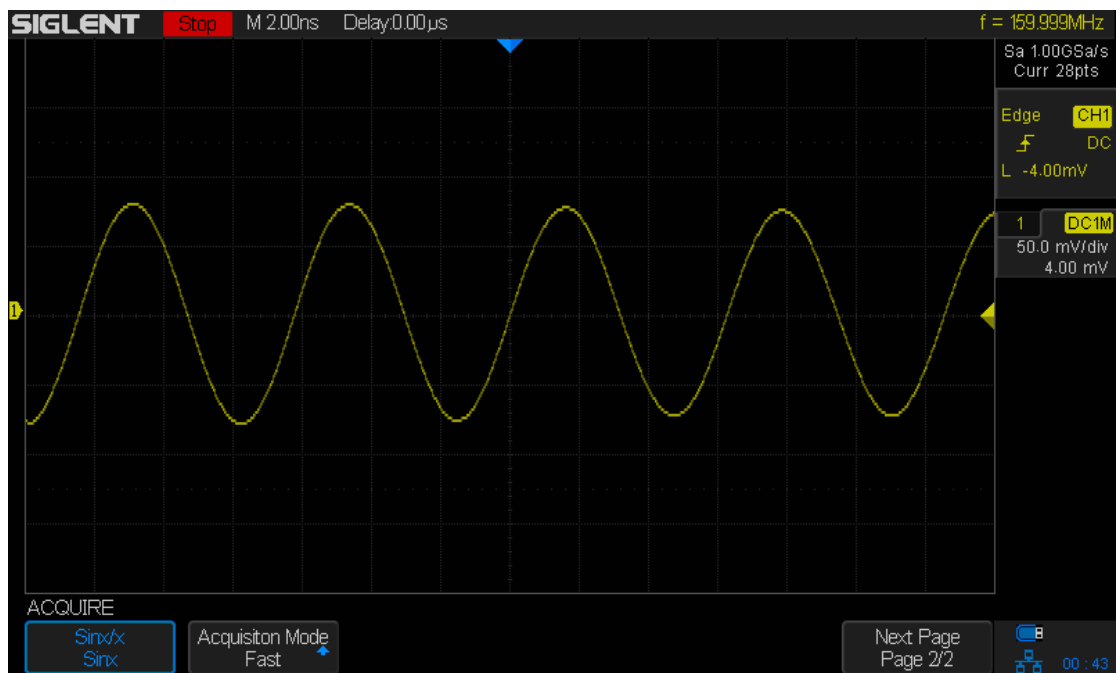 SIGLENT Stop M 2.00ns Delay:0.00µs f = 159.999MHz
Sa 1.00GSa/s
Curr 28pts
Edge CH1
DC
L -4.00mV
1 DC1M
50.0 mV/div
4.00 mV
1
ACQUIRE
Sinx/x
Sinx
Acquisiton Mode
Fast
Next Page
Page 2/2
00 : 43